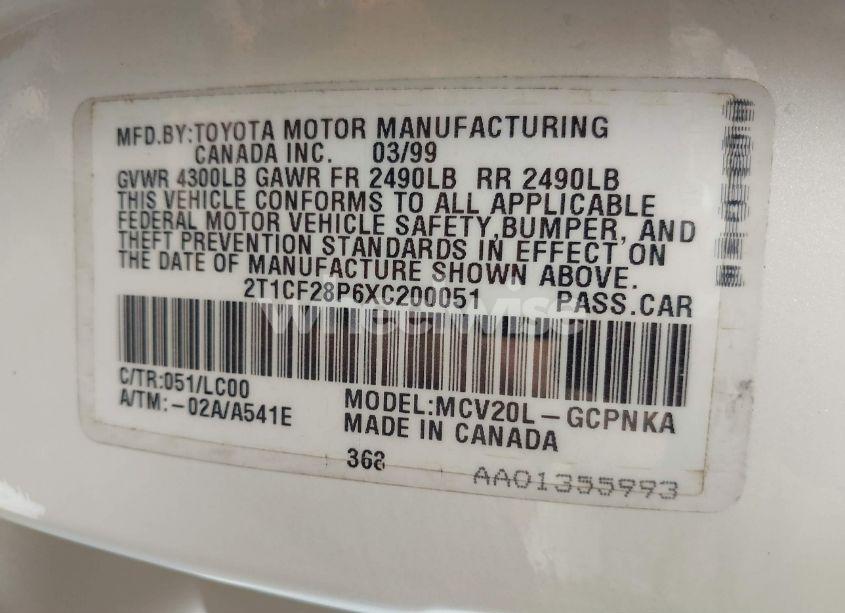 MFD.BY:TOYOTA MOTOR MANUFACTURING
CANADA INC. 03/99
GVWR 4300LB GAWR FR 2490LB RR 2490LB
THIS VEHICLE CONFORMS TO ALL APPLICABLE
FEDERAL MOTOR VEHICLE SAFETY,BUMPER, AND
THEFT PREVENTION STANDARDS IN EFFECT ON
THE DATE OF MANUFACTURE SHOWN ABOVE.
2T1CF28P6XC200051 PASS.CAR
wheelwise
C/TR:051/LC00
A/TM:-02A/A541E
MODEL:MCV20L-GCPNKA
MADE IN CANADA
368
AA01355993